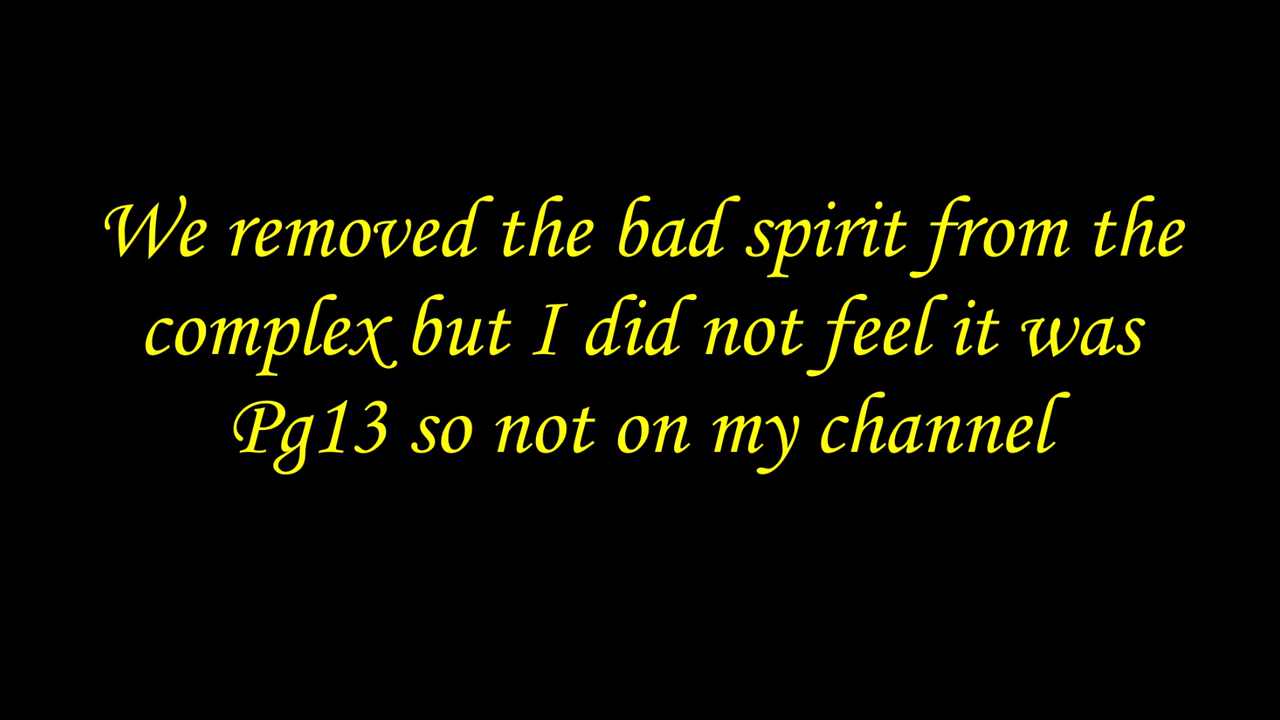 We removed the bad spirit from the
complex but I did not feel it was
Pg13 so not on my channel